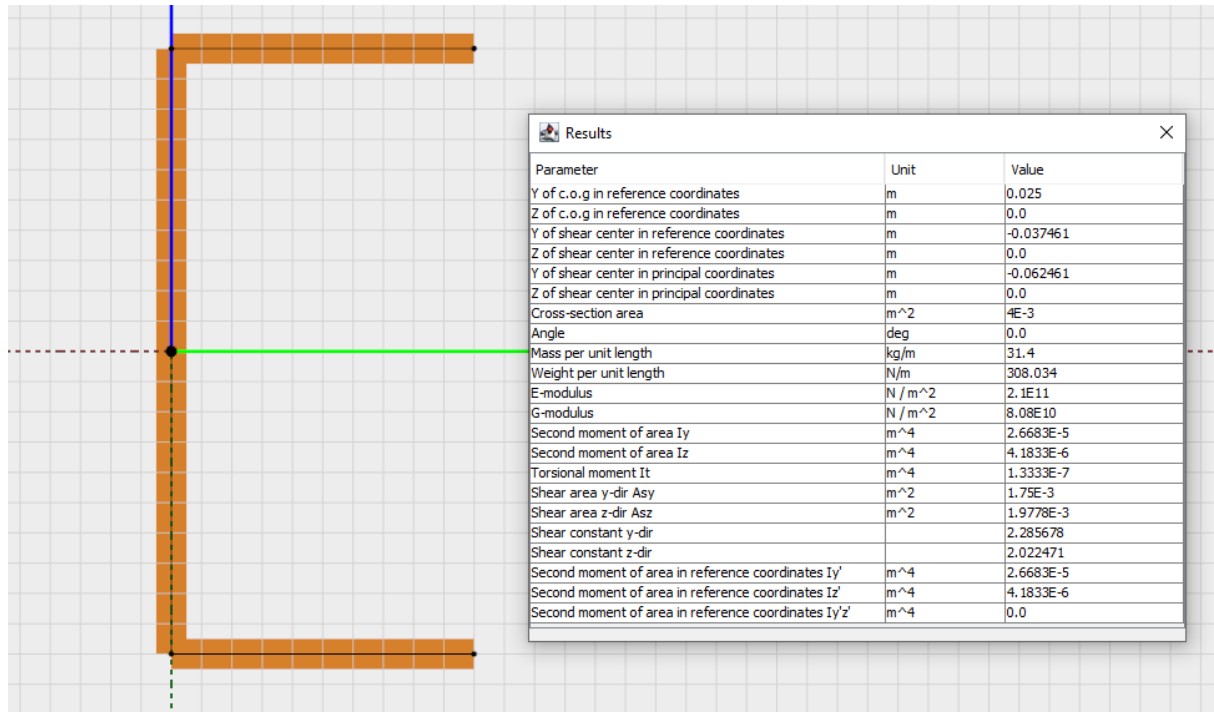 Results
Parameter Unit Value
Y of c.o.g in reference coordinates m 0.025
Z of c.o.g in reference coordinates m 0.0
Y of shear center in reference coordinates m -0.037461
Z of shear center in reference coordinates m 0.0
Y of shear center in principal coordinates m -0.062461
Z of shear center in principal coordinates m 0.0
Cross-section area m^2 4E-3
Angle deg 0.0
Mass per unit length kg/m 31.4
Weight per unit length N/m 308.034
E-modulus N / m^2 2.1E11
G-modulus N / m^2 8.08E10
Second moment of area Iy m^4 2.6683E-5
Second moment of area Iz m^4 4.1833E-6
Torsional moment It m^4 1.3333E-7
Shear area y-dir Asy m^2 1.75E-3
Shear area z-dir Asz m^2 1.9778E-3
Shear constant y-dir 2.285678
Shear constant z-dir 2.022471
Second moment of area in reference coordinates Iy' m^4 2.6683E-5
Second moment of area in reference coordinates Iz' m^4 4.1833E-6
Second moment of area in reference coordinates Iy'z' m^4 0.0